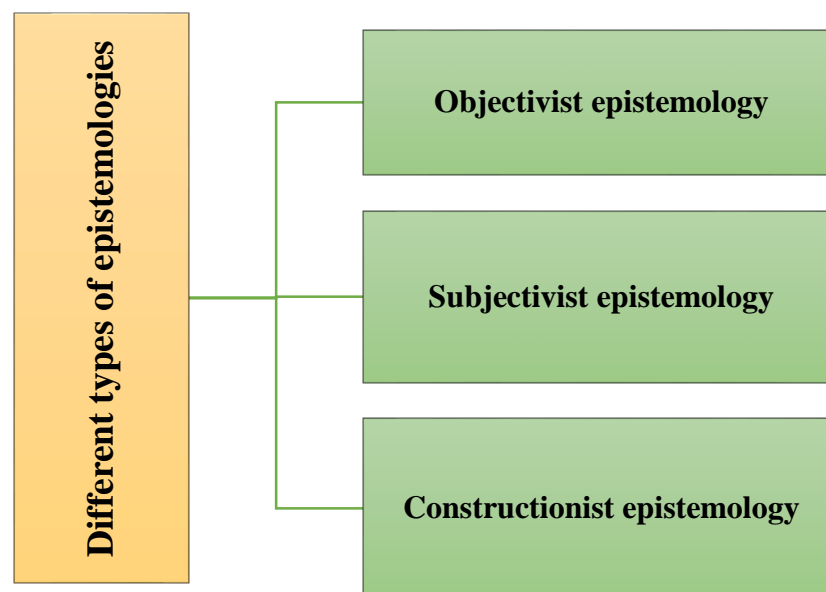 Different types of epistemologies
Objectivist epistemology
Subjectivist epistemology
Constructionist epistemology